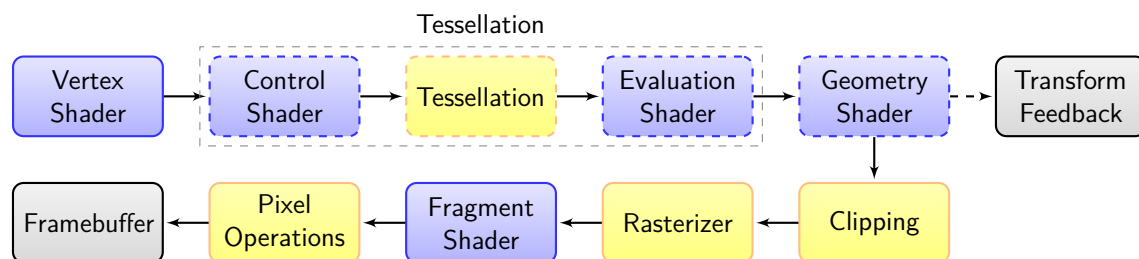 Tessellation
Vertex
Shader
Control
Shader
Tessellation
Evaluation
Shader
Geometry
Shader
Transform
Feedback
Framebuffer
Pixel
Operations
Fragment
Shader
Rasterizer
Clipping